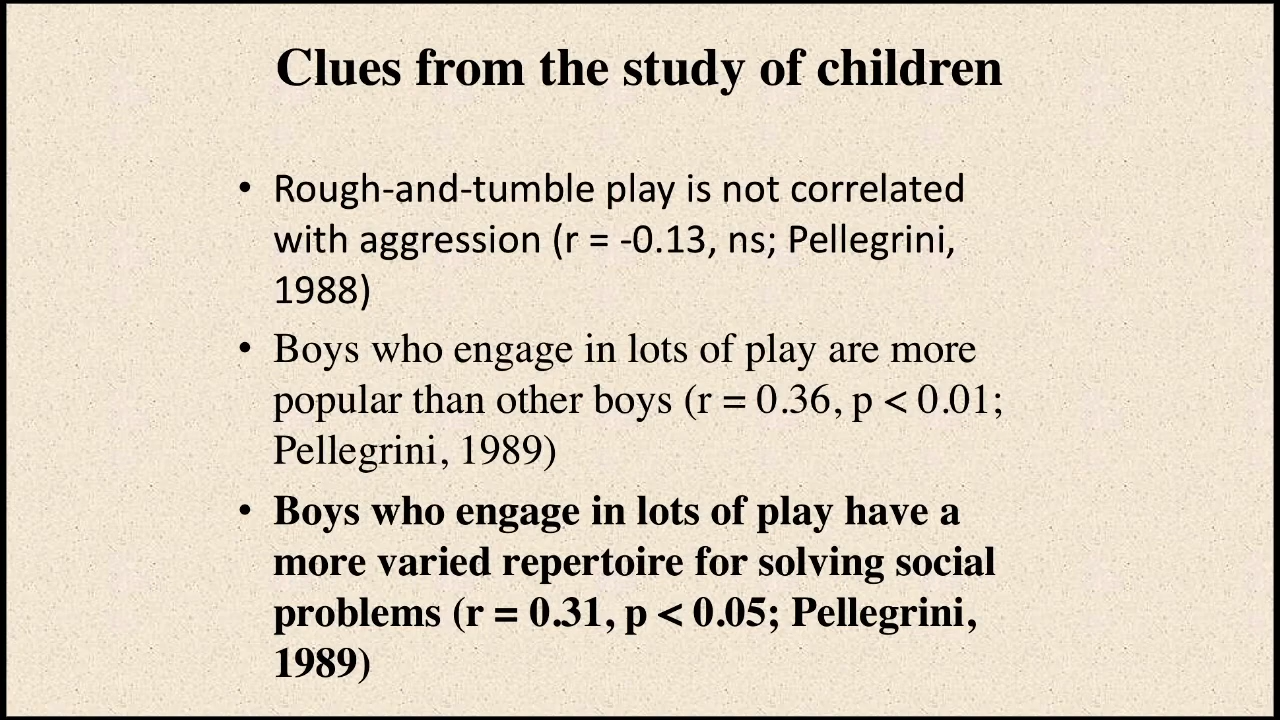 Clues from the study of children
• Rough-and-tumble play is not correlated
with aggression (r = -0.13, ns; Pellegrini,
1988)
• Boys who engage in lots of play are more
popular than other boys (r = 0.36, p < 0.01;
Pellegrini, 1989)
• Boys who engage in lots of play have a
more varied repertoire for solving social
problems (r = 0.31, p < 0.05; Pellegrini,
1989)